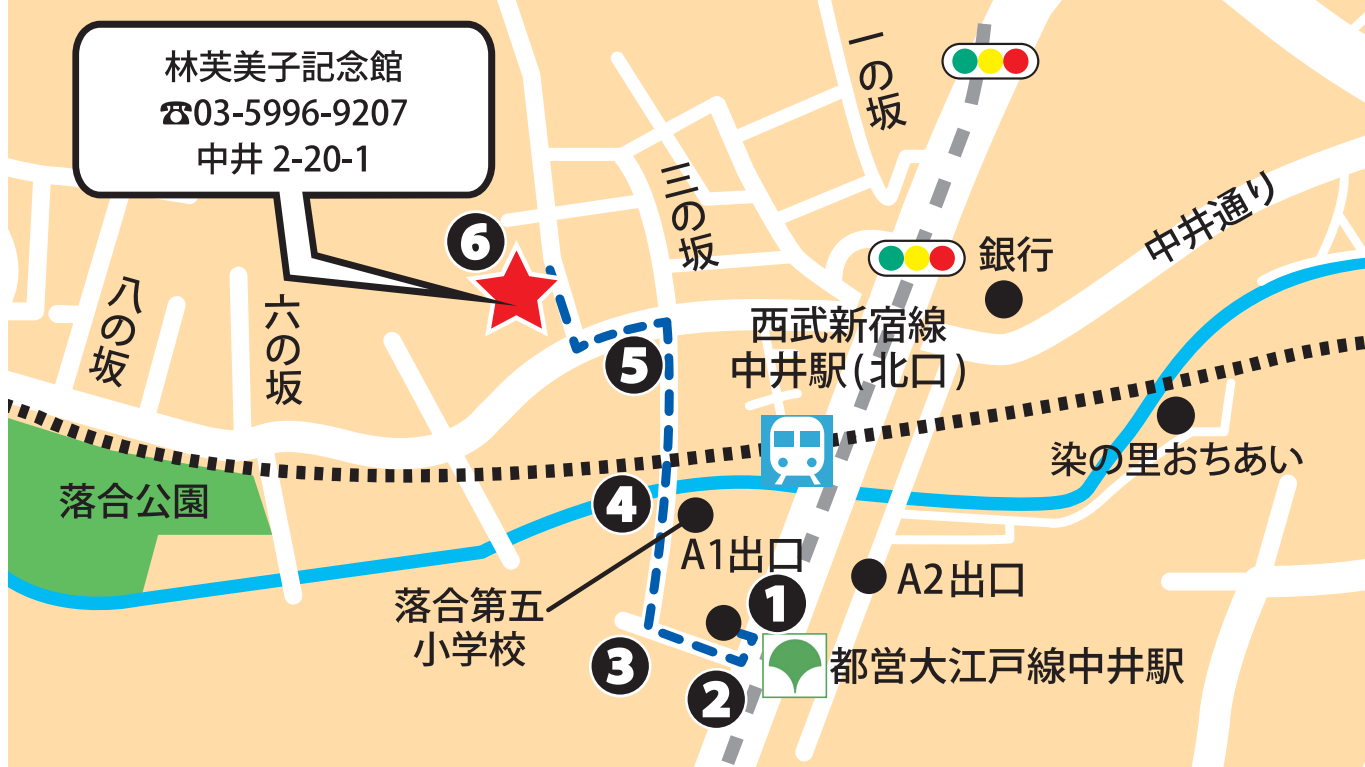 林芙美子記念館
☎03-5996-9207
中井 2-20-1
一の坂
三の坂
中井通り
銀行
6
八の坂
六の坂
西武新宿線
中井駅(北口)
5
染の里おちあい
落合公園
4
A1出口
A2出口
落合第五
小学校
1
3
2
都営大江戸線中井駅